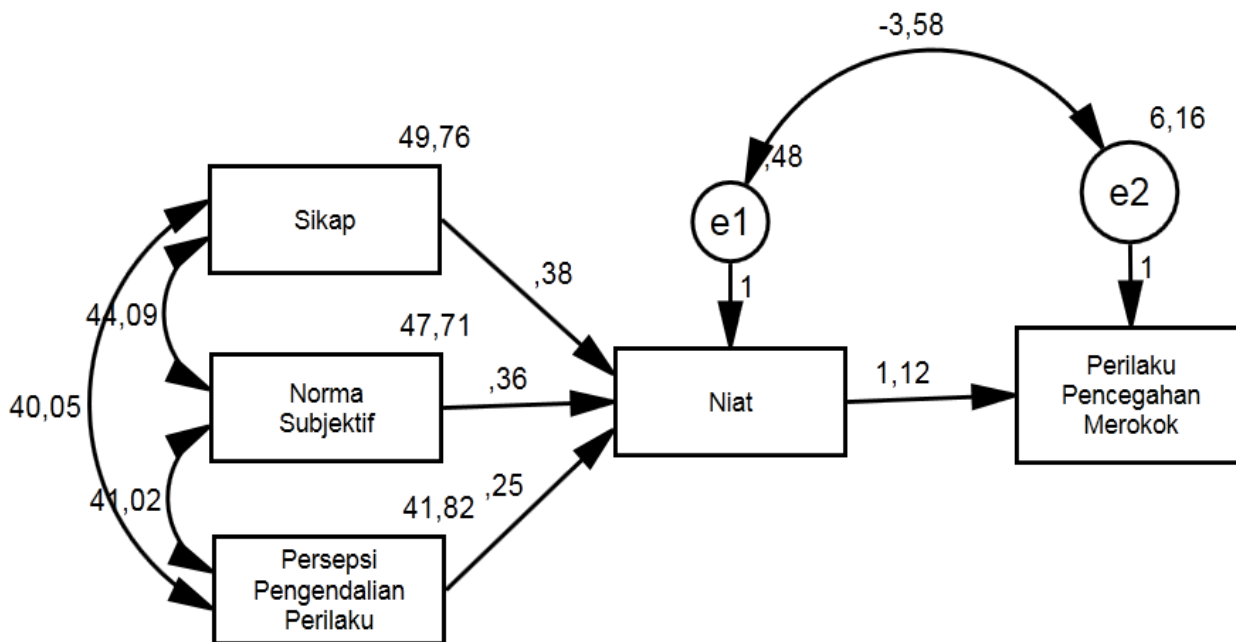 -3,58
49,76
6,16
,48
Sikap
e1
e2
,38
1
1
44,09
47,71
Norma
Subjektif
,36
Niat
1,12
Perilaku
Pencegahan
Merokok
40,05
41,02
41,82
,25
Persepsi
Pengendalian
Perilaku